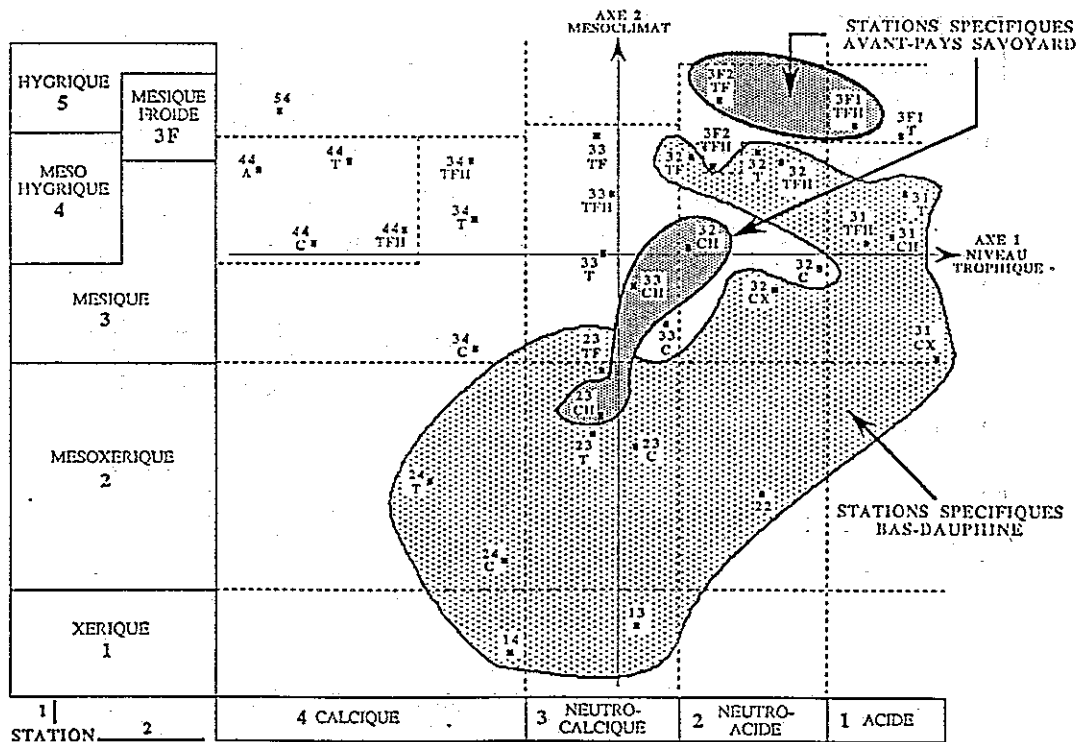 AXE 2
MESOCLIMAT
STATIONS SPECIFIQUES
AVANT-PAYS SAVOYARD
HYGRIQUE
5
MESIQUE
FROIDE
3F
MESO
HYGRIQUE
4
MESIQUE
3
MESOXERIQUE
2
XERIQUE
1
54
44
A
44
T
34
TFH
34
T
44
C
44
TFH
34
C
33
TF
33
TFH
33
T
3F2
TF
3F1
TFH
3F1
T
3F2
TFH
32
TF
32
T
32
TFH
31
T
31
TFH
31
CH
32
CH
32
C
32
CX
33
CH
33
C
31
CX
AXE 1
NIVEAU
TROPHIQUE
23
TF
23
CH
23
T
23
C
24
T
22
24
C
13
14
STATIONS SPECIFIQUES
BAS-DAUPHINE
1
STATION
2
4 CALCIQUE
3 NEUTRO-
CALCIQUE
2 NEUTRO-
ACIDE
1 ACIDE